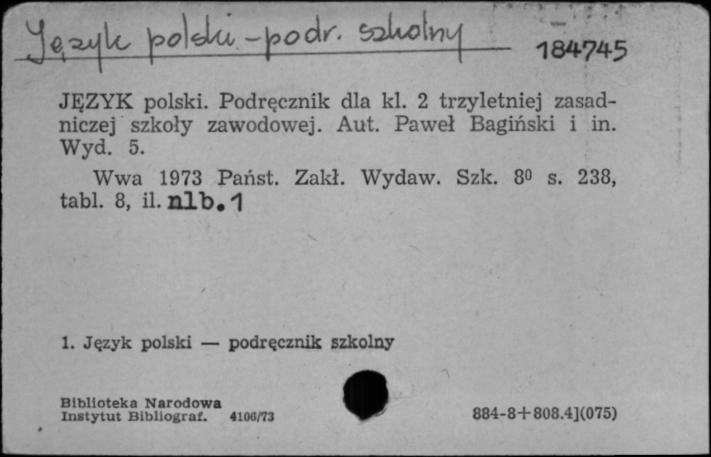 Język polski - podr. szkolny
184745
JĘZYK polski. Podręcznik dla kl. 2 trzyletniej zasad-
niczej szkoły zawodowej. Aut. Paweł Bagiński i in.
Wyd. 5.
Wwa 1973 Państ. Zakł. Wydaw. Szk. 8⁰ s. 238,
tabl. 8, il. nlb. 1
1. Język polski — podręcznik szkolny
Biblioteka Narodowa
Instytut Bibliograf. 4106/73
884-8+808.4](075)